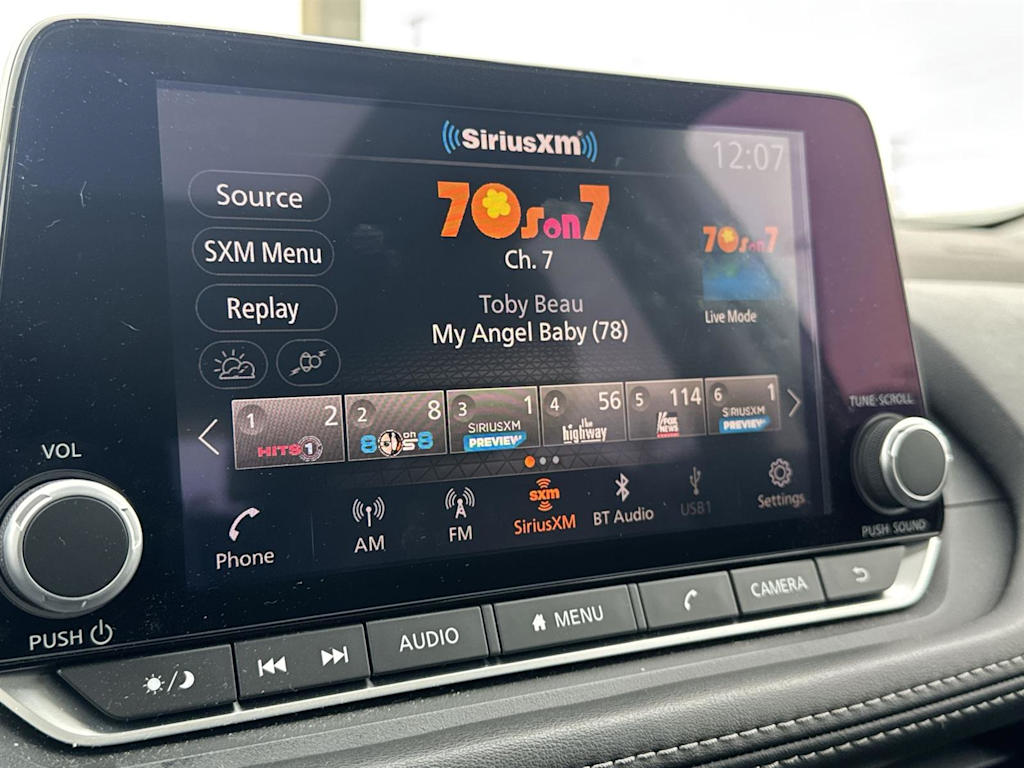 SiriusXm
12:07
Source
70s on 7
SXM Menu
Ch. 7
70s on 7
Replay
Toby Beau
Live Mode
My Angel Baby (78)
1 2 HITS 1
2 8 80s on 8
3 1 SIRIUSXM PREVIEW
4 56 the highway
5 114 FOX NEWS
6 1 SIRIUSXM PREVIEW
VOL
TUNE·SCROLL
Phone
AM
FM
sxm
SiriusXM
BT Audio
USB1
Settings
PUSH
PUSH SOUND
AUDIO
MENU
CAMERA